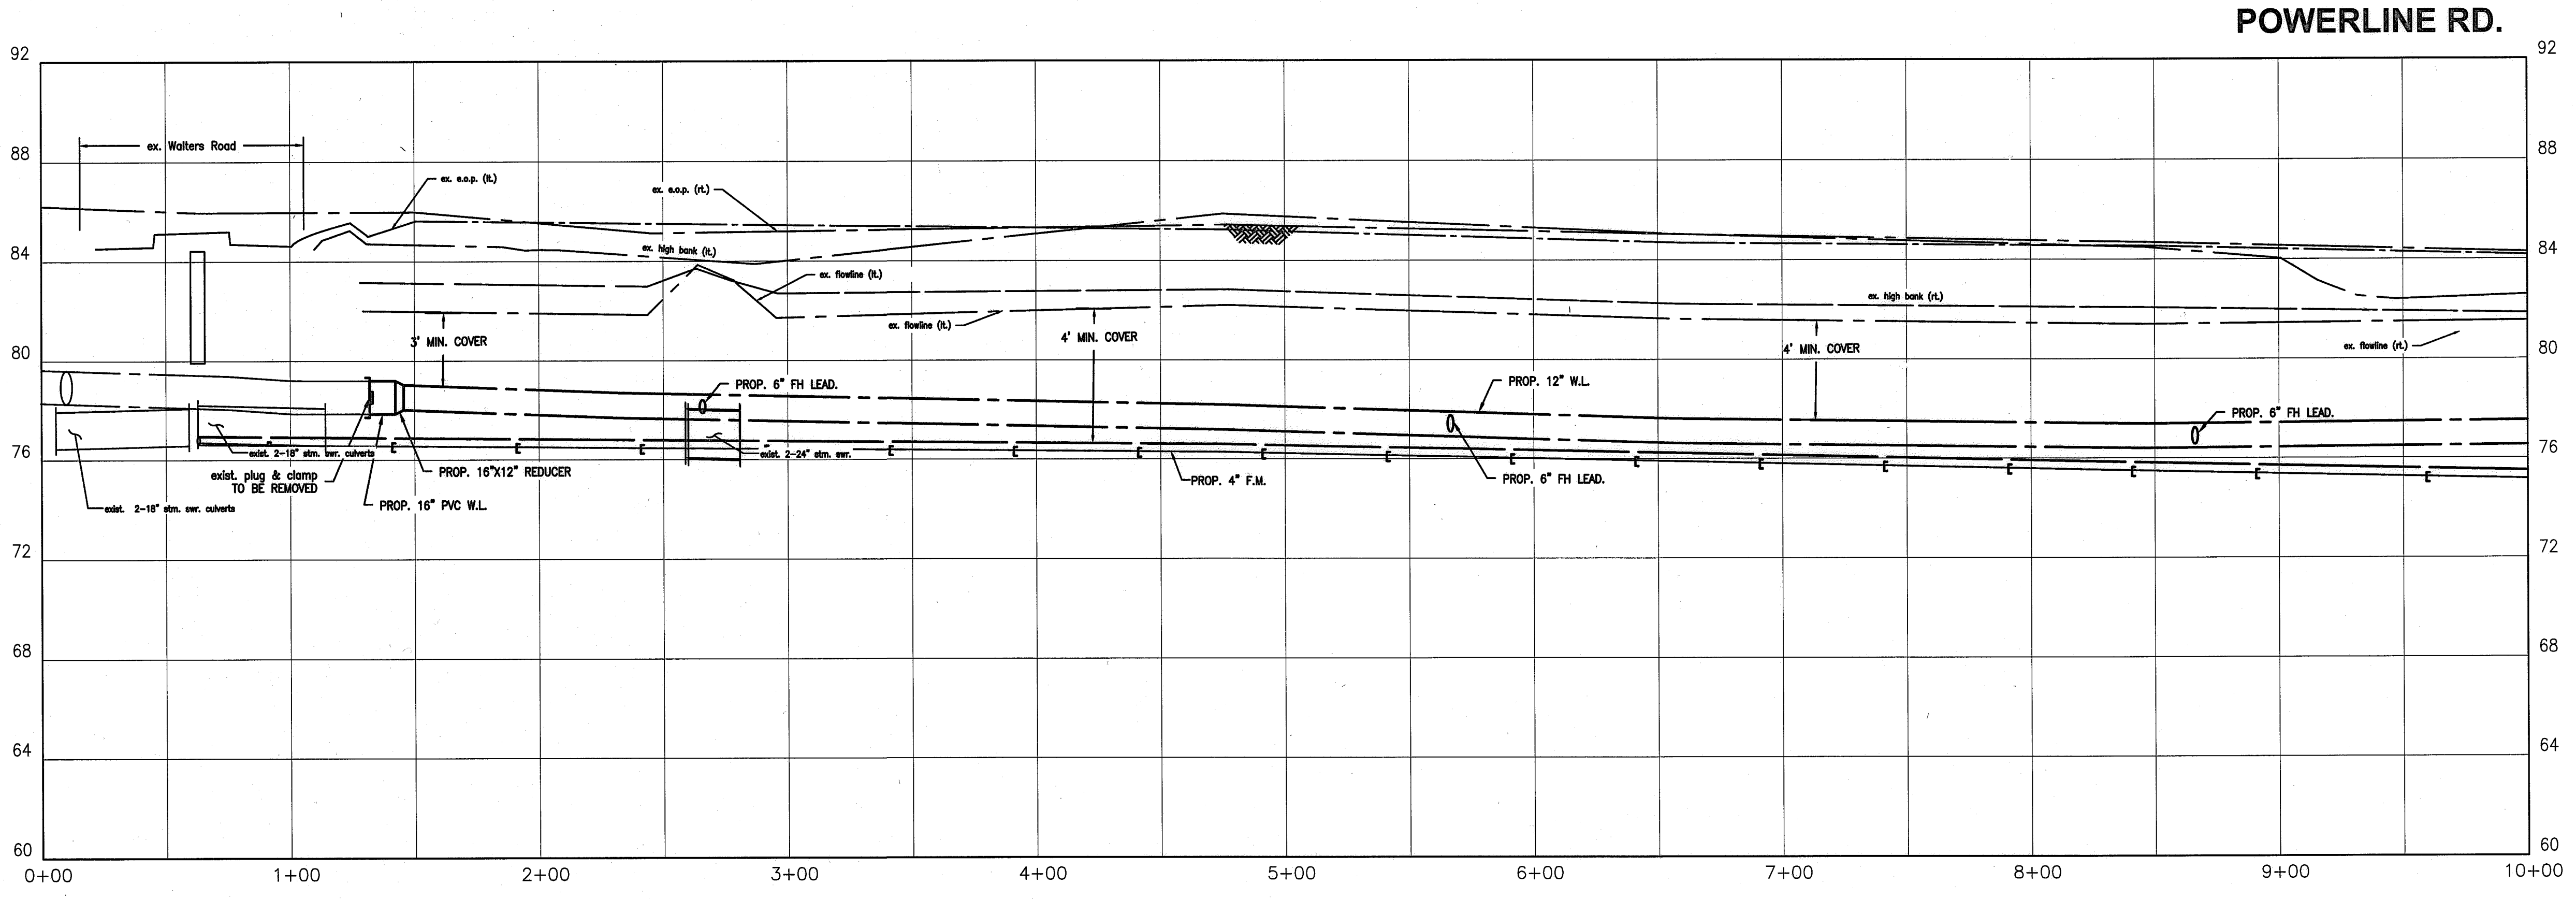 POWERLINE RD.
92
92
88
ex. Walters Road
88
ex. e.o.p. (lt.)
ex. e.o.p. (rt.)
84
ex. high bank (lt.)
84
ex. flowline (lt.)
ex. high bank (rt.)
ex. flowline (lt.)
80
3' MIN. COVER
4' MIN. COVER
4' MIN. COVER
ex. flowline (rt.)
80
PROP. 6" FH LEAD.
PROP. 12" W.L.
PROP. 6" FH LEAD.
76
exist. 2-18" stm. swr. culverts
exist. 2-24" stm. swr.
76
exist. plug & clamp
TO BE REMOVED
PROP. 16"X12" REDUCER
PROP. 4" F.M.
PROP. 6" FH LEAD.
exist. 2-18" stm. swr. culverts
PROP. 16" PVC W.L.
72
72
68
68
64
64
60
60
0+00
1+00
2+00
3+00
4+00
5+00
6+00
7+00
8+00
9+00
10+00